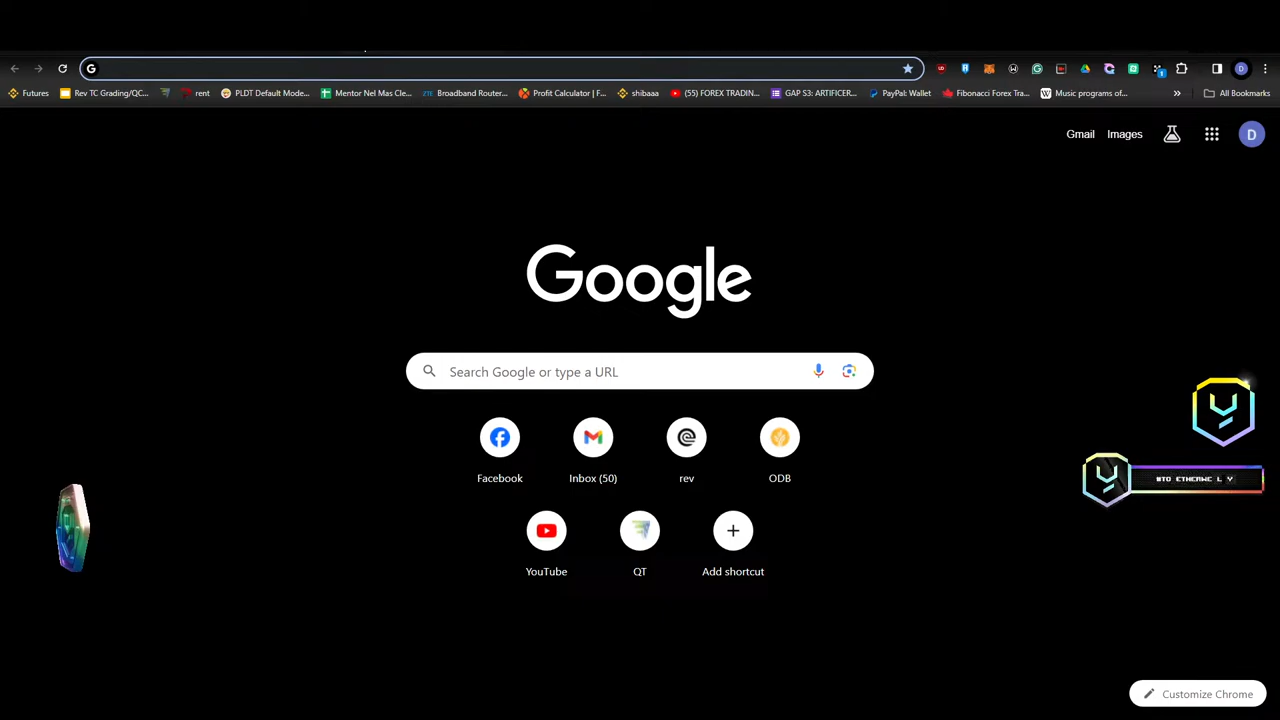 Futures Rev TC Grading/QC... rent PLDT Default Mode... Mentor Nel Mas Cle... ZTE Broadband Router... Profit Calculator | F... shibaaa (55) FOREX TRADIN... GAP S3: ARTIFICER... PayPal: Wallet Fibonacci Forex Tra... Music programs of... » All Bookmarks
Gmail Images D
Google
Search Google or type a URL
Facebook Inbox (50) rev ODB
YouTube QT Add shortcut
Customize Chrome